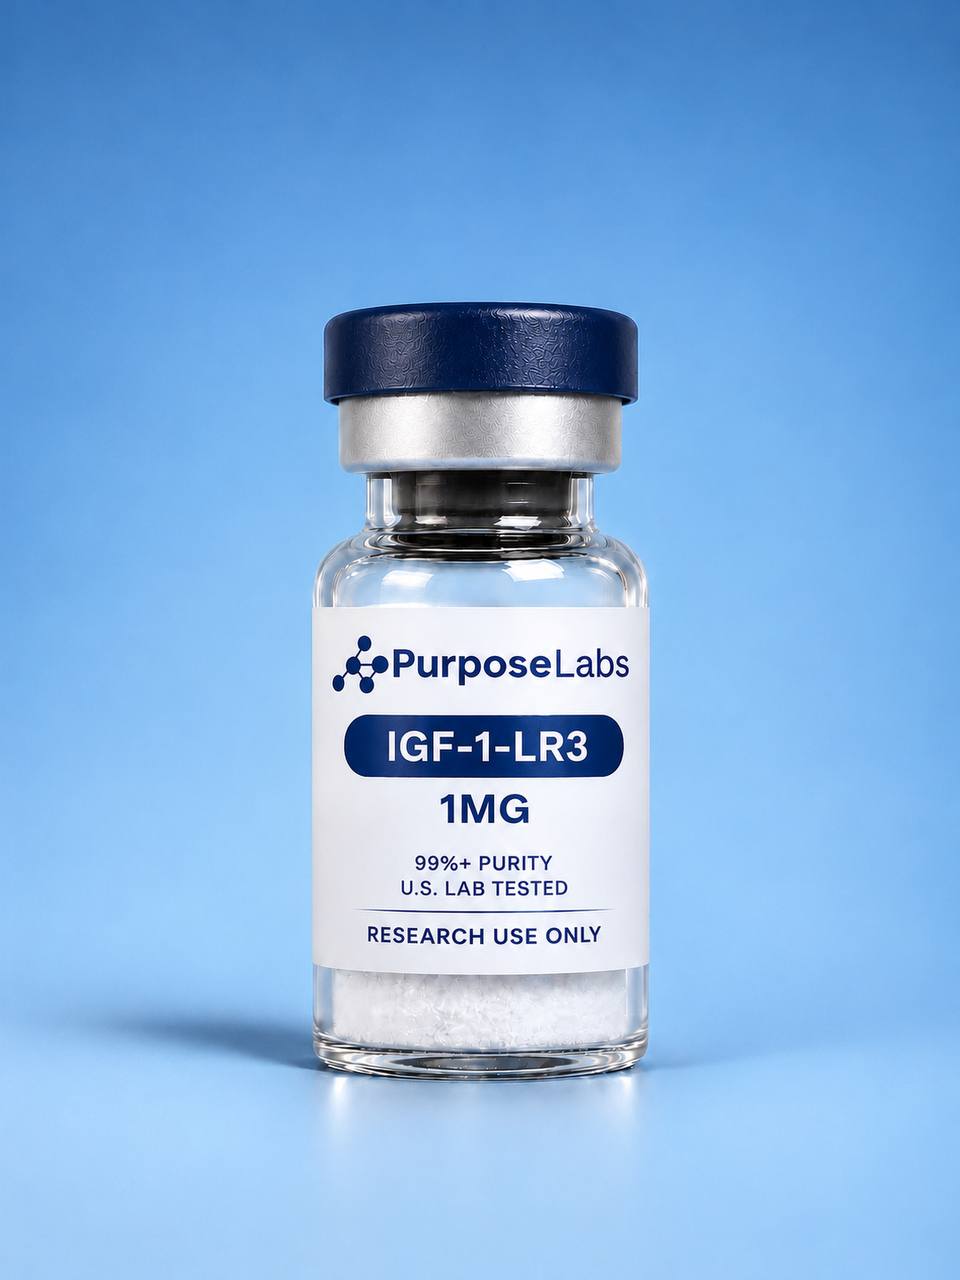 PurposeLabs
IGF-1-LR3
1MG
99%+ PURITY
U.S. LAB TESTED
RESEARCH USE ONLY